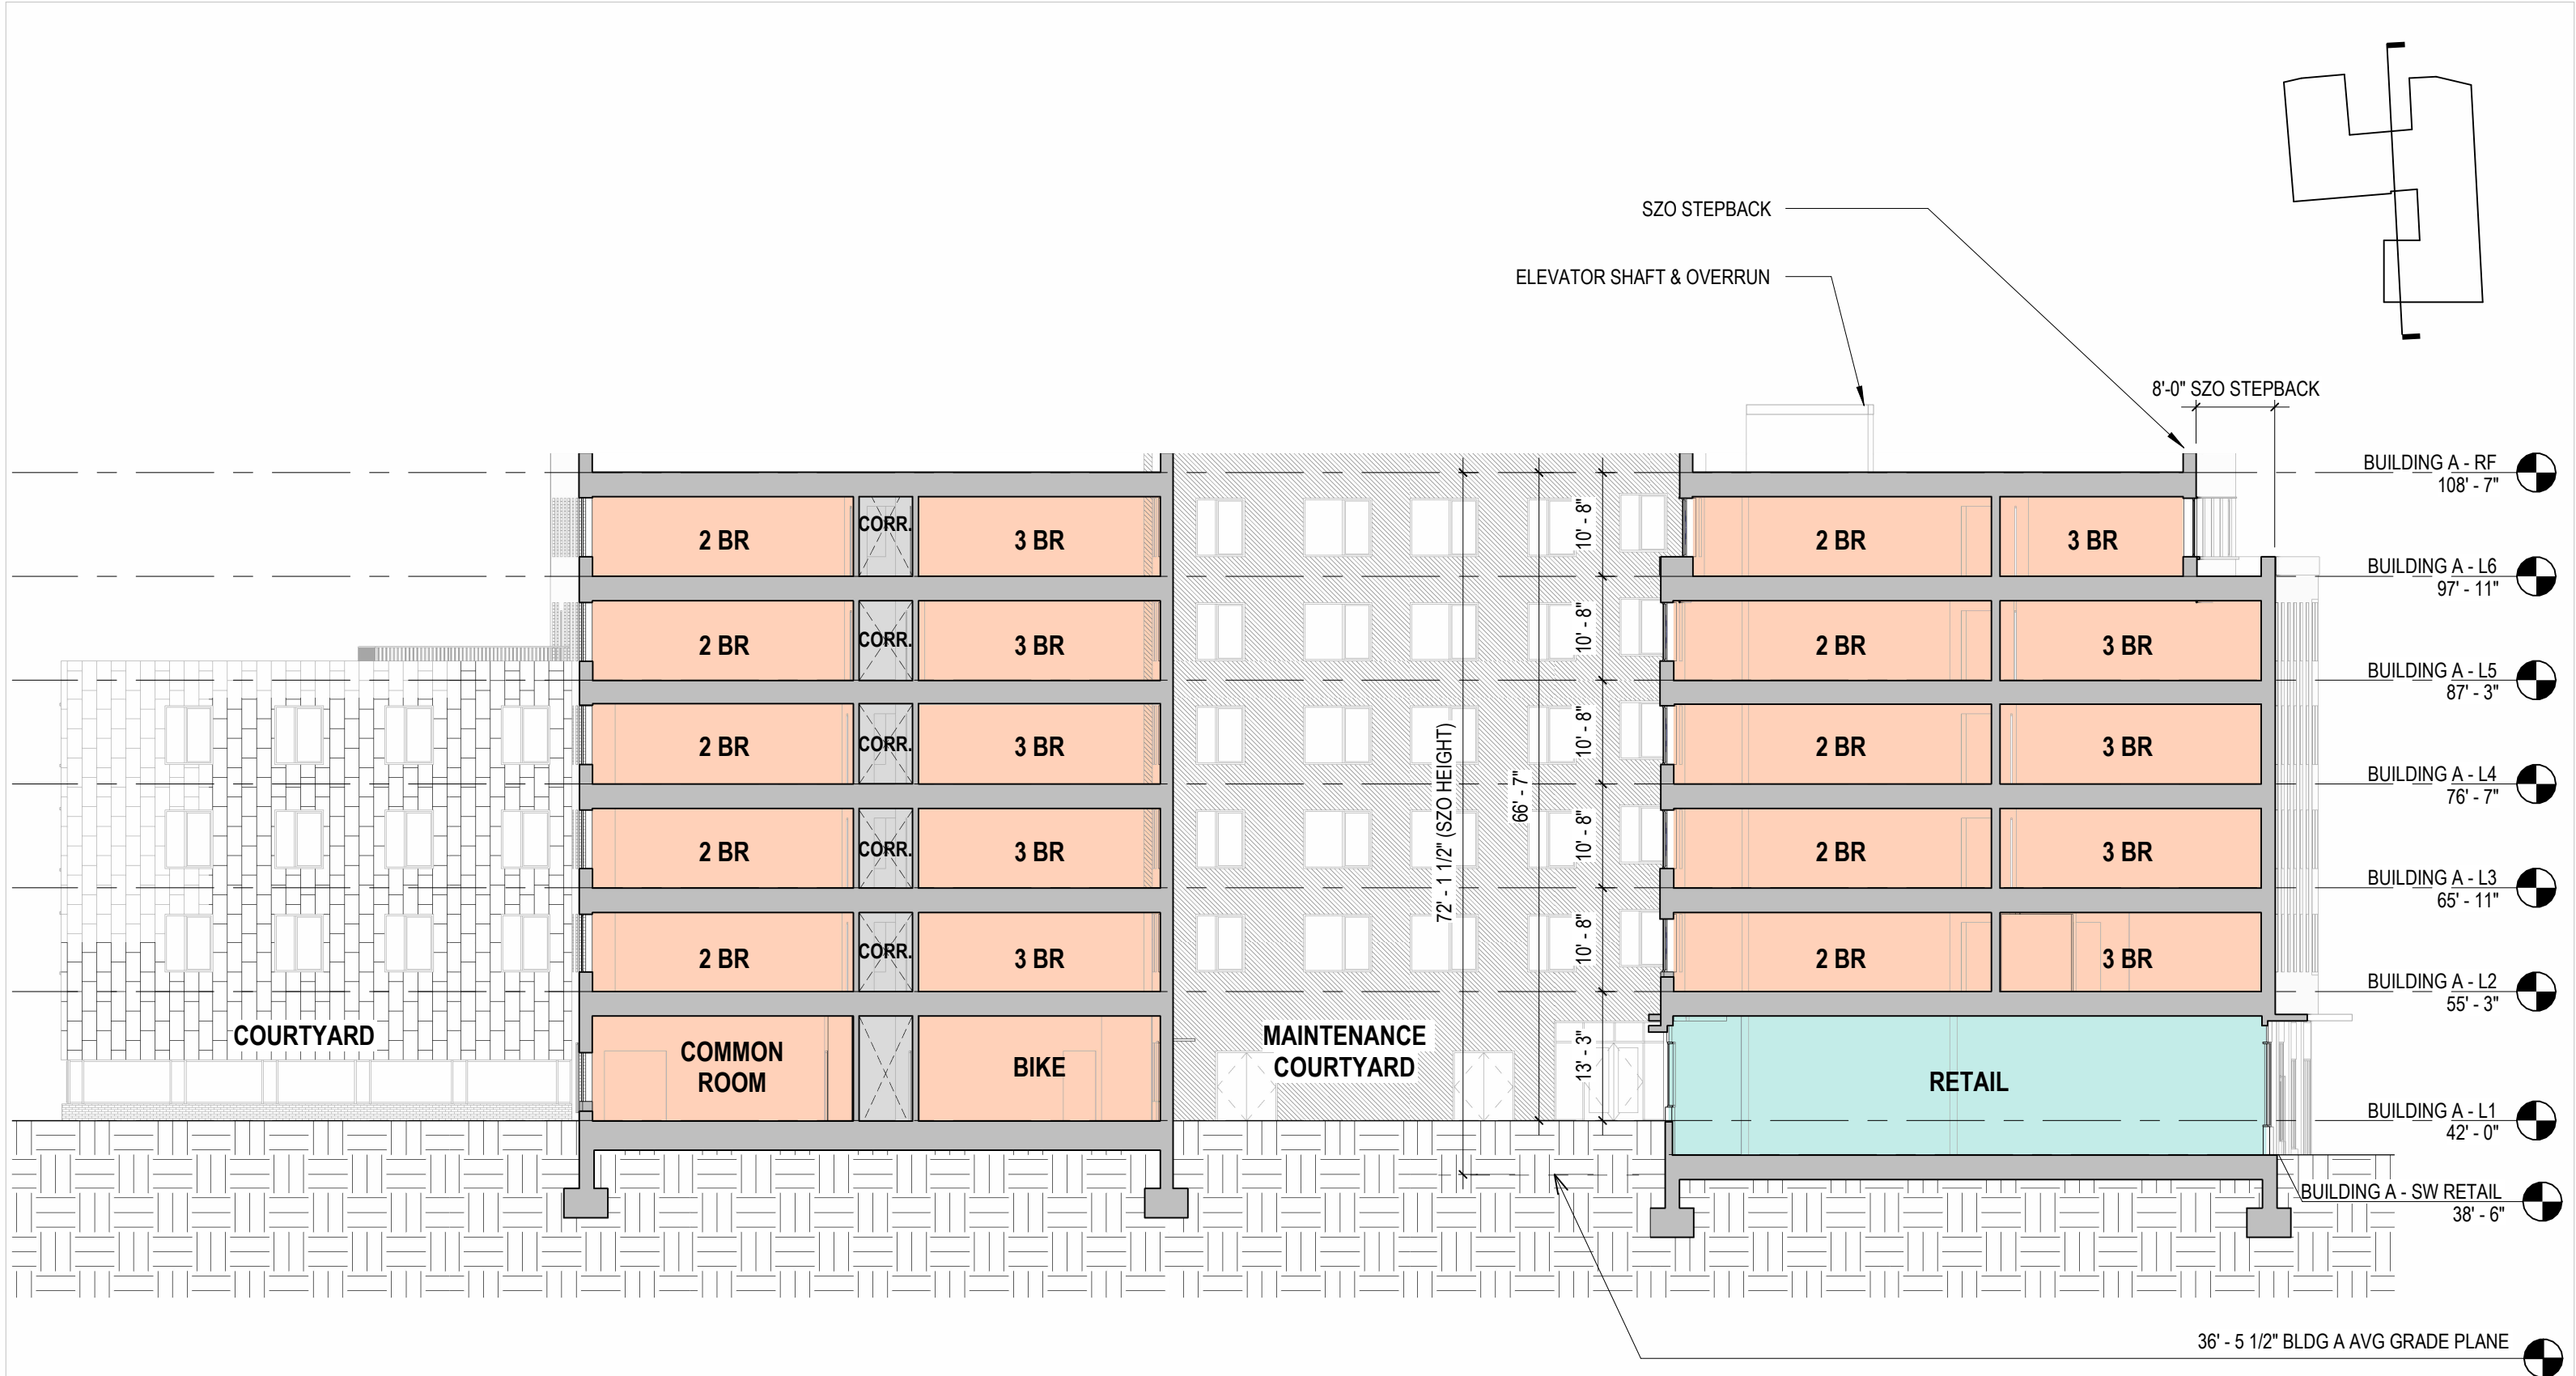 SZO STEPBACK
ELEVATOR SHAFT & OVERRUN
8'-0" SZO STEPBACK
BUILDING A - RF
108' - 7"
2 BR
CORR.
3 BR
10' - 8"
2 BR
3 BR
BUILDING A - L6
97' - 11"
2 BR
CORR.
3 BR
10' - 8"
2 BR
3 BR
BUILDING A - L5
87' - 3"
2 BR
CORR.
3 BR
72' - 1 1/2" (SZO HEIGHT)
66' - 7"
10' - 8"
2 BR
3 BR
BUILDING A - L4
76' - 7"
2 BR
CORR.
3 BR
10' - 8"
2 BR
3 BR
BUILDING A - L3
65' - 11"
2 BR
CORR.
3 BR
10' - 8"
2 BR
3 BR
BUILDING A - L2
55' - 3"
COURTYARD
COMMON
ROOM
BIKE
MAINTENANCE
COURTYARD
13' - 3"
RETAIL
BUILDING A - L1
42' - 0"
BUILDING A - SW RETAIL
38' - 6"
36' - 5 1/2" BLDG A AVG GRADE PLANE